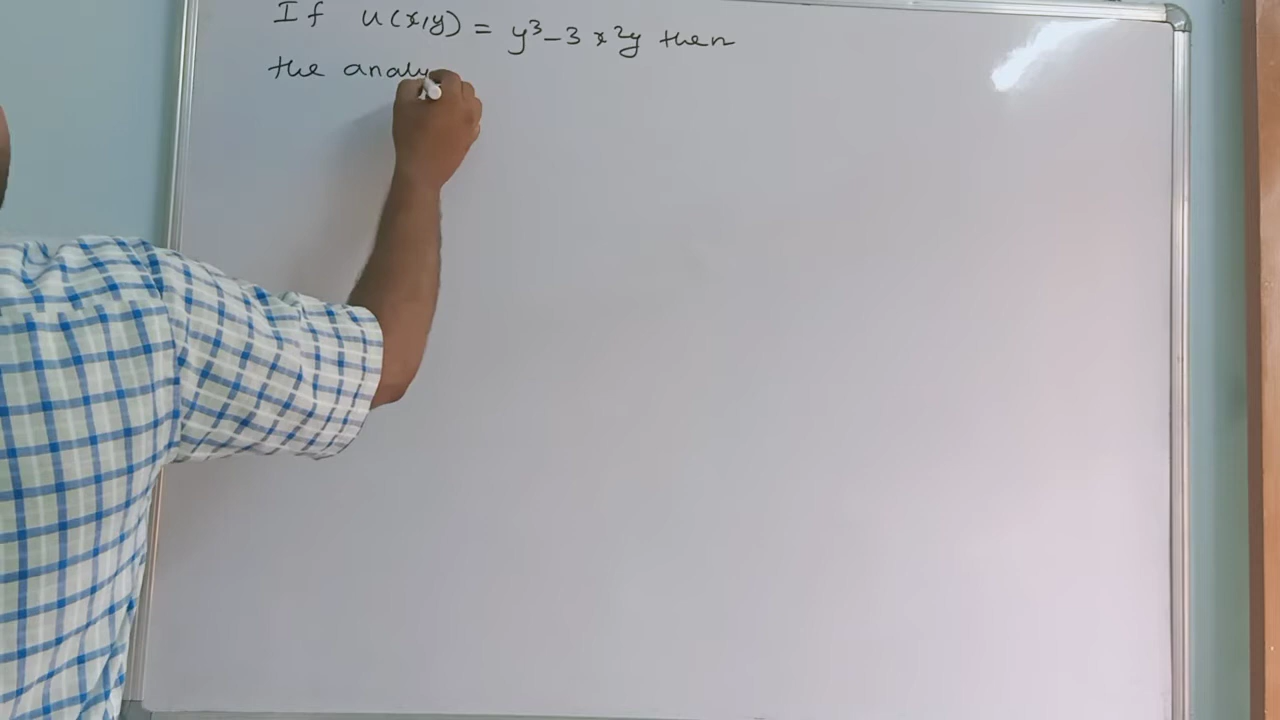 If u(x,y) = y³-3x²y then
the analy